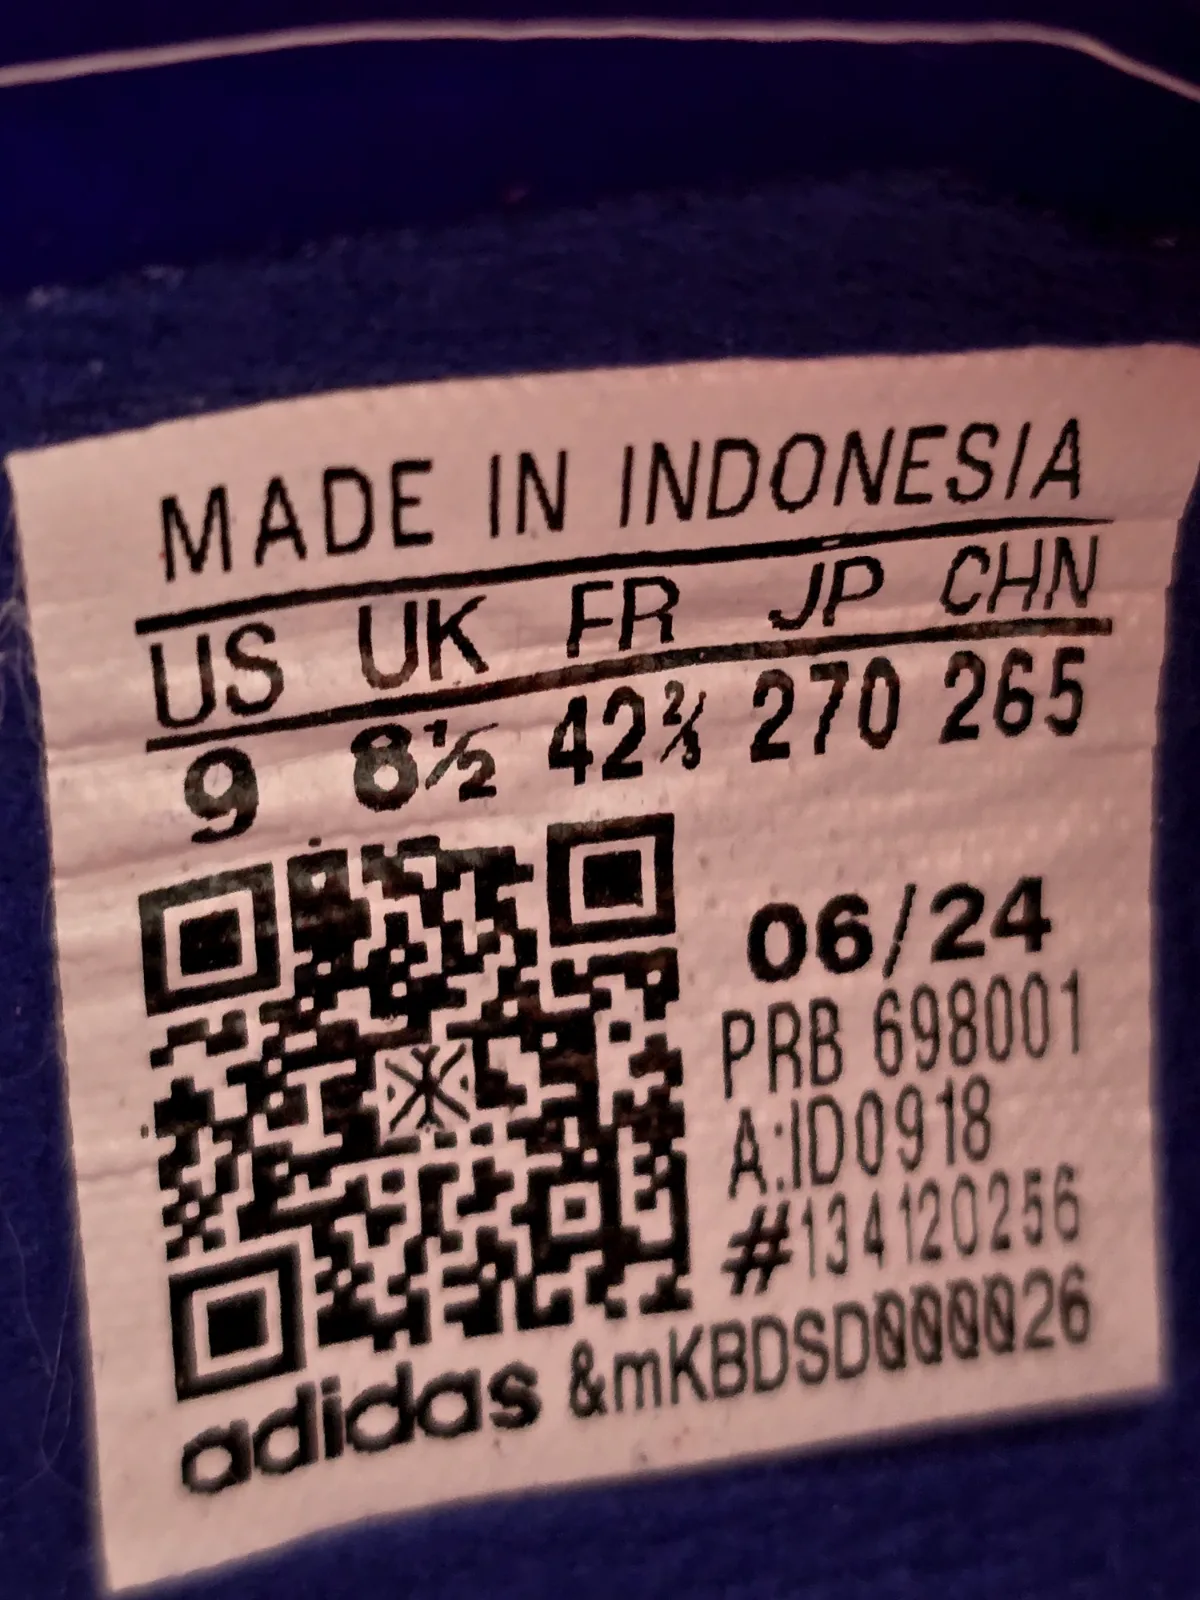 MADE IN INDONESIA
US UK FR JP CHN
9 8½ 42⅔ 270 265
06/24
PRB 698001
A:ID0918
#134120256
adidas &mKBDSD000026